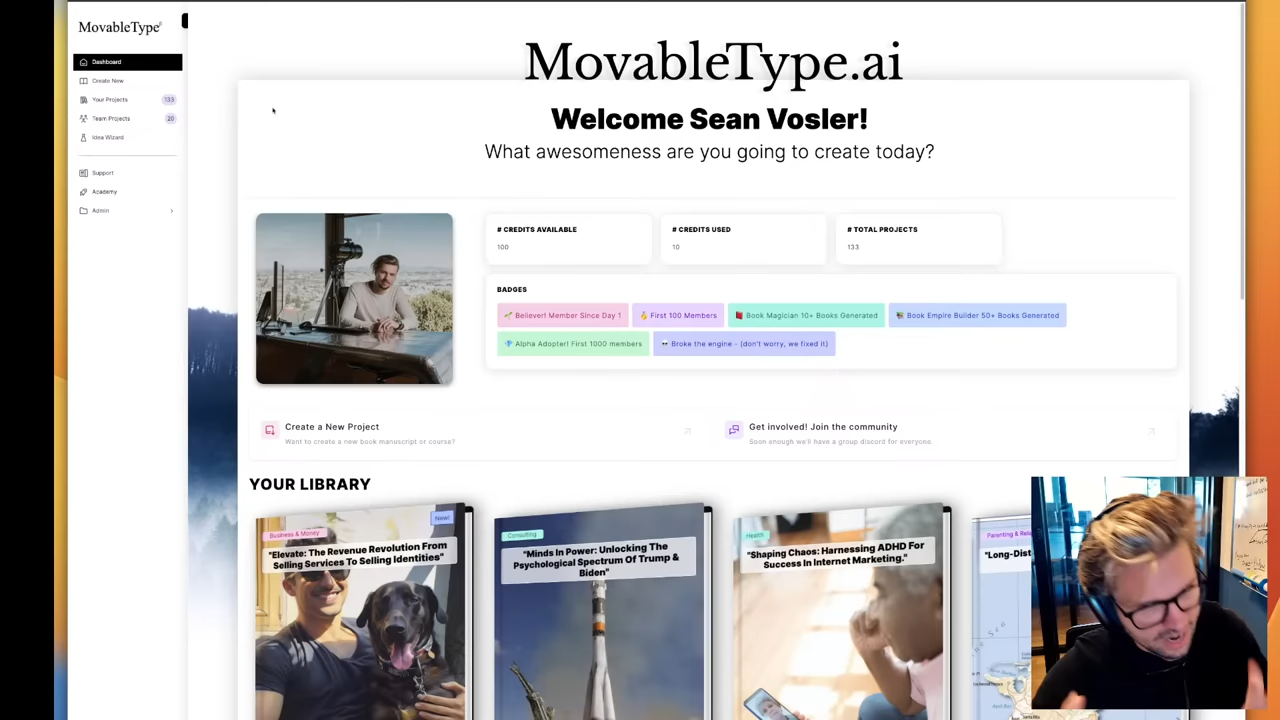 MovableType
Dashboard
Create New
Your Projects 133
Team Projects 20
Idea Wizard
Support
Academy
Admin
MovableType.ai
Welcome Sean Vosler!
What awesomeness are you going to create today?
# CREDITS AVAILABLE
100
# CREDITS USED
10
# TOTAL PROJECTS
133
BADGES
Believer! Member Since Day 1
First 100 Members
Book Magician 10+ Books Generated
Book Empire Builder 50+ Books Generated
Alpha Adopter! First 1000 members
Broke the engine - (don't worry, we fixed it)
Create a New Project
Want to create a new book manuscript or course?
Get involved! Join the community
Soon enough we'll have a group discord for everyone.
YOUR LIBRARY
New!
Business & Money
"Elevate: The Revenue Revolution From
Selling Services To Selling Identities"
Consulting
"Minds In Power: Unlocking The
Psychological Spectrum Of Trump &
Biden"
Health
"Shaping Chaos: Harnessing ADHD For
Success In Internet Marketing."
Parenting & Rela
"Long-Dist